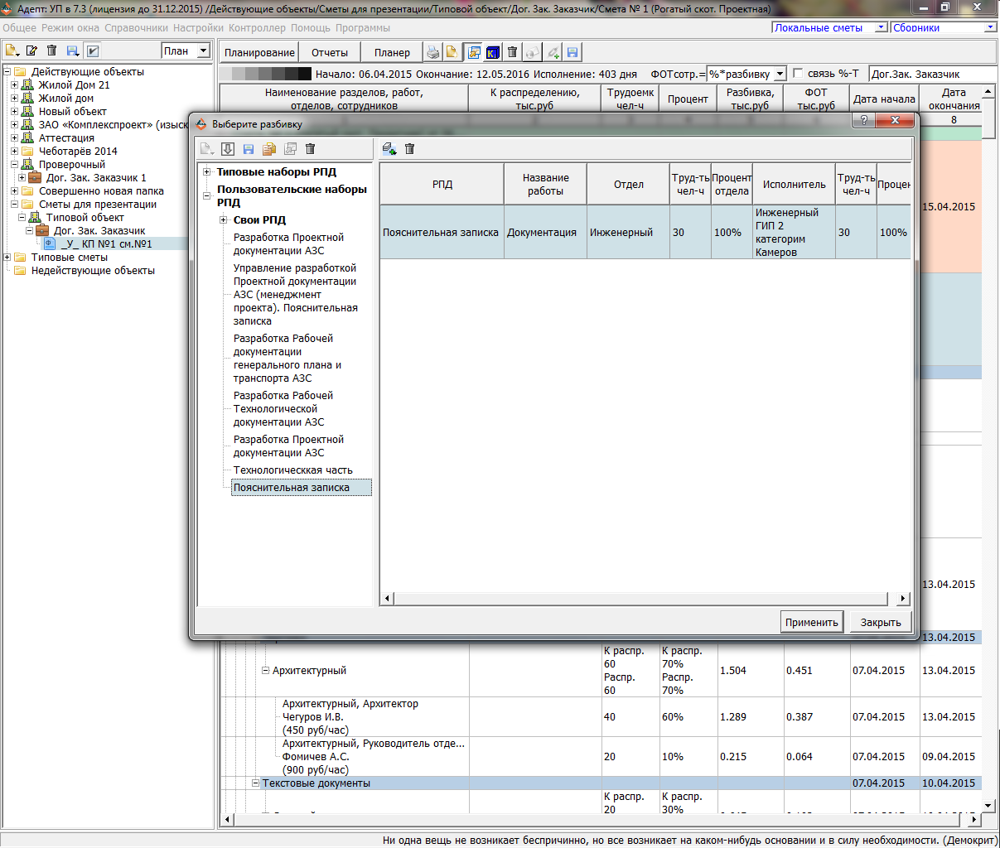 Адепт: УП в 7.3 (лицензия до 31.12.2015) /Действующие объекты/Сметы для презентации/Типовой объект/Дог. Зак. Заказчик/Смета № 1 (Рогатый скот. Проектная)
Общее Режим окна Справочники Настройки Контроллер Помощь Программы
Локальные сметы
Сборники
План
Планирование
Отчеты
Планер
Начало: 06.04.2015 Окончание: 12.05.2016 Исполнение: 403 дня
ФОТсотр.=
%*разбивку
связь %-Т
Дог.Зак. Заказчик
Действующие объекты
Жилой Дом 21
Жилой дом
Новый объект
ЗАО «Комплекспроект» (изыск
Аттестация
Чеботарёв 2014
Проверочный
Дог. Зак. Заказчик 1
Совершенно новая папка
Сметы для презентации
Типовой объект
Дог. Зак. Заказчик
_У_ КП №1 см.№1
Типовые сметы
Недействующие объекты
Наименование разделов, работ,
отделов, сотрудников
К распределению,
тыс.руб
Трудоемк
чел-ч
Процент
Разбивка,
тыс.руб
ФОТ
тыс.руб
Дата начала
Дата
окончания
8
15.04.2015
13.04.2015
13.04.2015
Выберите разбивку
Типовые наборы РПД
Пользовательские наборы
РПД
Свои РПД
Разработка Проектной
документации АЗС
Управление разработкой
Проектной документации
АЗС (менеджмент
проекта). Пояснительная
записка
Разработка Рабочей
документации
генерального плана и
транспорта АЗС
Разработка Рабочей
Технологической
документации АЗС
Разработка Проектной
документации АЗС
Технологическкая часть
Пояснительная записка
РПД
Название
работы
Отдел
Труд-ть
чел-ч
Процент
отдела
Исполнитель
Труд-ть
чел-ч
Процен
Пояснительная записка
Документация
Инженерный
30
100%
Инженерный
ГИП 2
категорим
Камеров
30
100%
Применить
Закрыть
Архитектурный
К распр.
60
Распр.
60
К распр.
70%
Распр.
70%
1.504
0.451
07.04.2015
13.04.2015
Архитектурный, Архитектор
Чегуров И.В.
(450 руб/час)
40
60%
1.289
0.387
07.04.2015
13.04.2015
Архитектурный, Руководитель отде...
Фомичев А.С.
(900 руб/час)
20
10%
0.215
0.064
07.04.2015
09.04.2015
Текстовые документы
07.04.2015
10.04.2015
К распр.
20
К распр.
30%
Ни одна вещь не возникает беспричинно, но все возникает на каком-нибудь основании и в силу необходимости. (Демокрит)